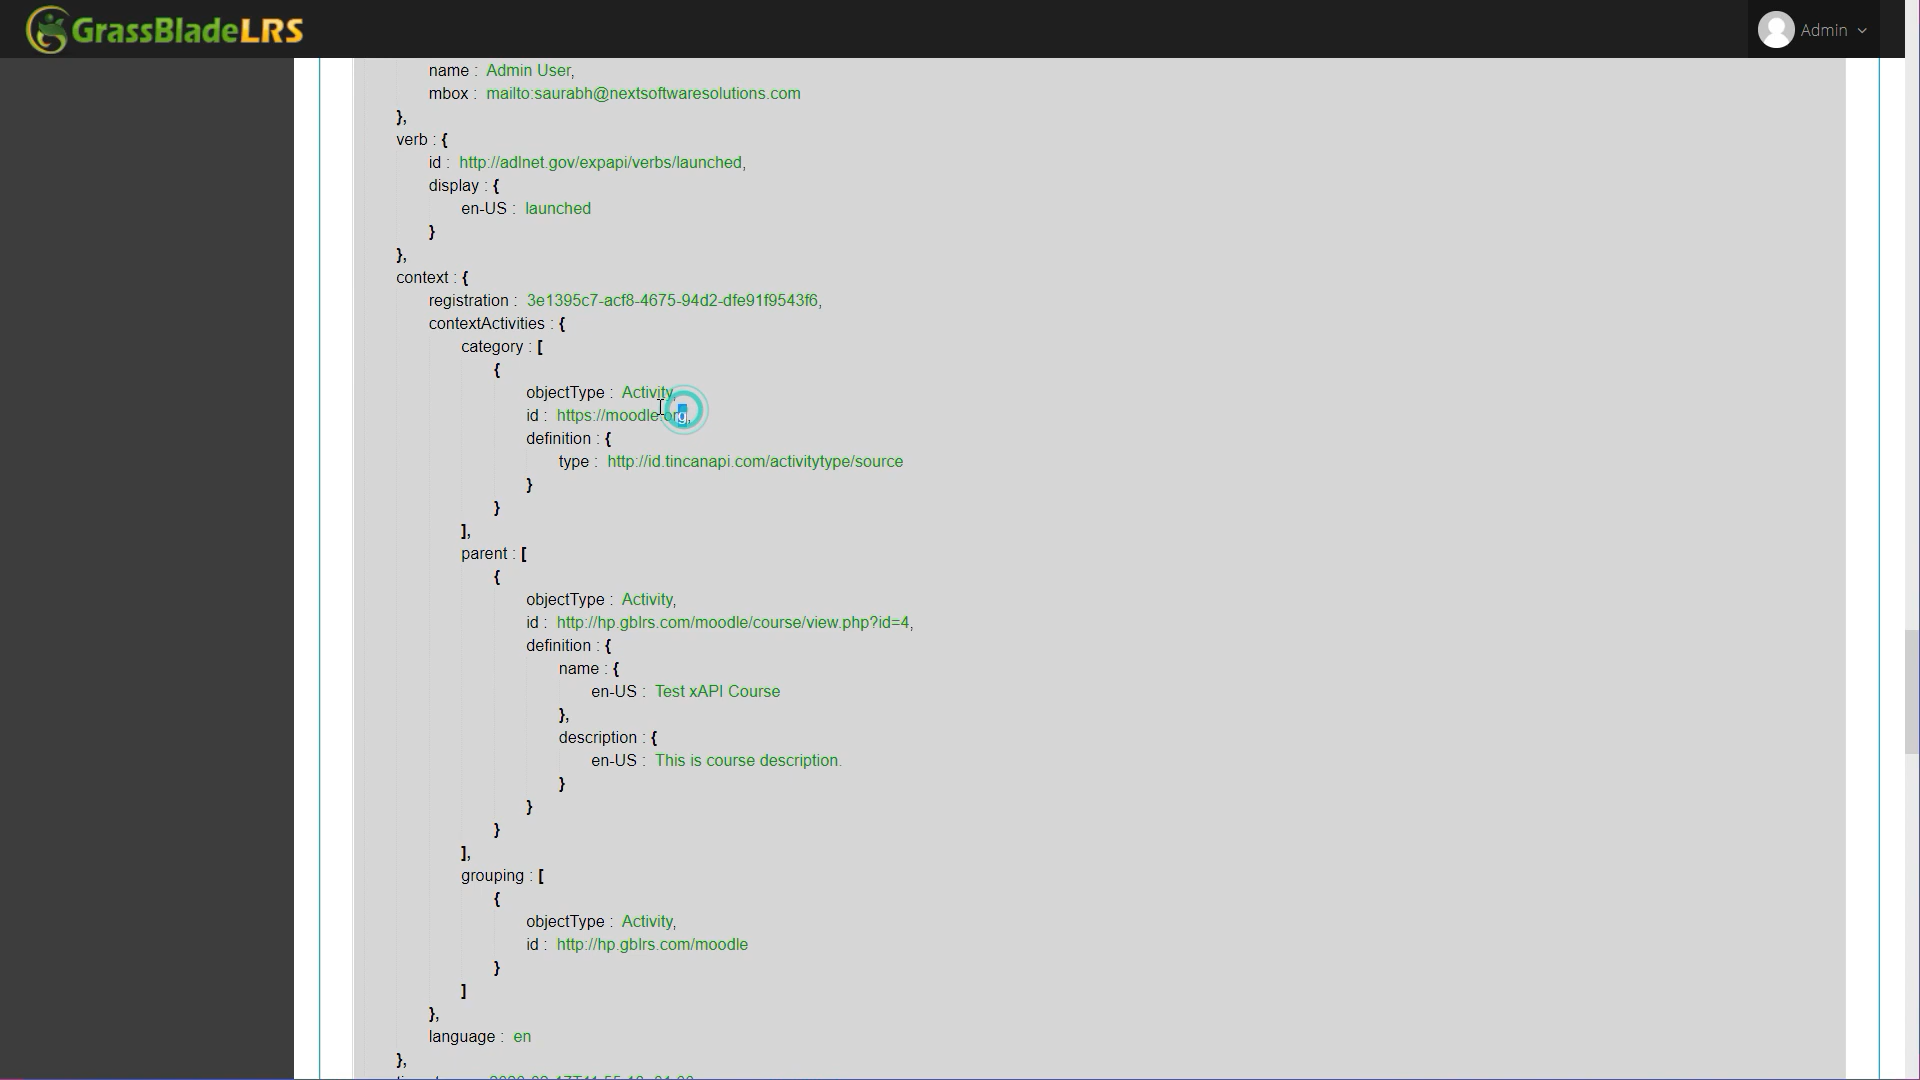 GrassBladeLRS
Admin
name : Admin User,
mbox : mailto:saurabh@nextsoftwaresolutions.com
},
verb : {
id : http://adlnet.gov/expapi/verbs/launched,
display : {
en-US : launched
}
},
context : {
registration : 3e1395c7-acf8-4675-94d2-dfe91f9543f6,
contextActivities : {
category : [
{
objectType : Activity,
id : https://moodle.org,
definition : {
type : http://id.tincanapi.com/activitytype/source
}
}
],
parent : [
{
objectType : Activity,
id : http://hp.gblrs.com/moodle/course/view.php?id=4,
definition : {
name : {
en-US : Test xAPI Course
},
description : {
en-US : This is course description.
}
}
}
],
grouping : [
{
objectType : Activity,
id : http://hp.gblrs.com/moodle
}
]
},
language : en
},